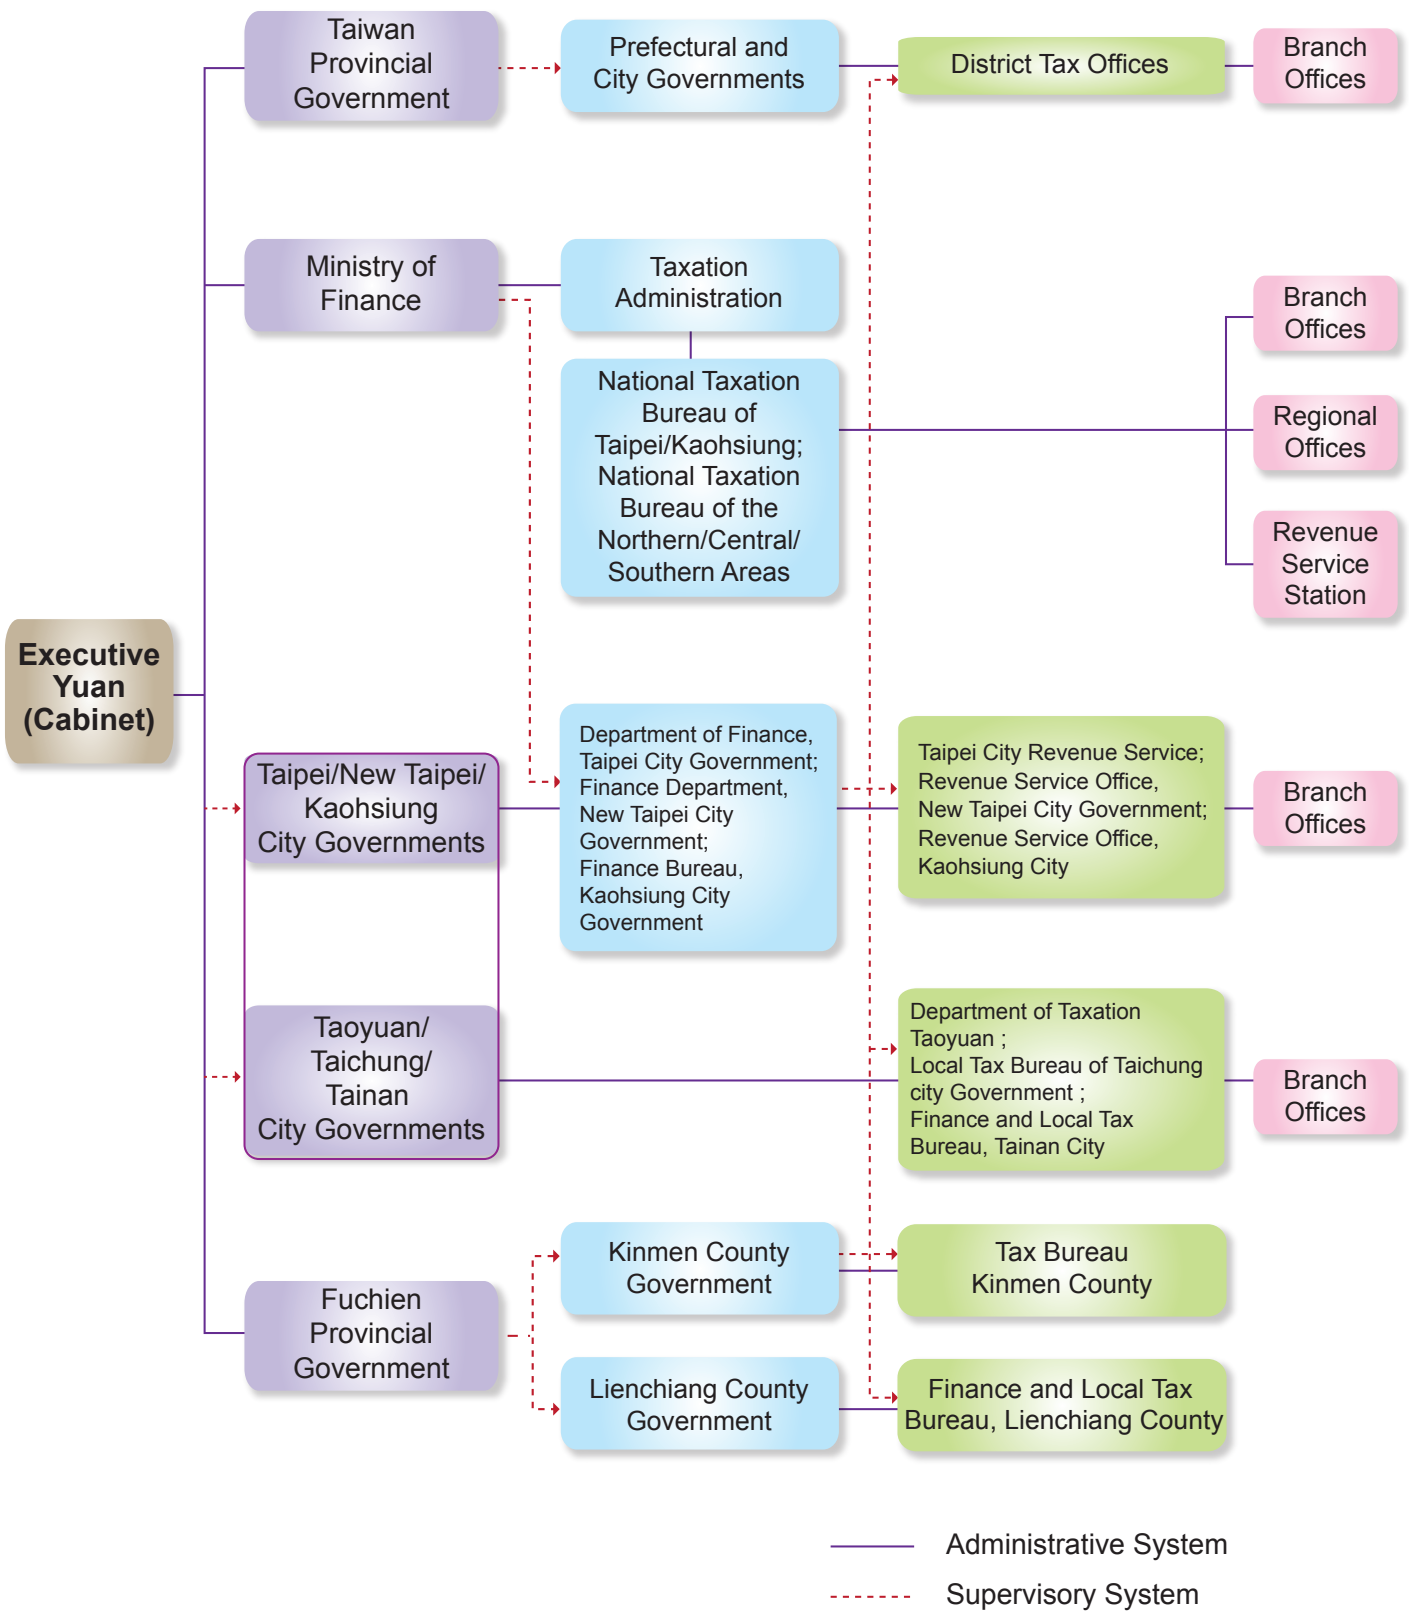 Taiwan
Provincial
Government
Prefectural and
City Governments
District Tax Offices
Branch
Offices
Ministry of
Finance
Taxation
Administration
National Taxation
Bureau of
Taipei/Kaohsiung;
National Taxation
Bureau of the
Northern/Central/
Southern Areas
Branch
Offices
Regional
Offices
Revenue
Service
Station
Executive
Yuan
(Cabinet)
Taipei/New Taipei/
Kaohsiung
City Governments
Department of Finance,
Taipei City Government;
Finance Department,
New Taipei City
Government;
Finance Bureau,
Kaohsiung City
Government
Taipei City Revenue Service;
Revenue Service Office,
New Taipei City Government;
Revenue Service Office,
Kaohsiung City
Branch
Offices
Taoyuan/
Taichung/
Tainan
City Governments
Department of Taxation
Taoyuan ;
Local Tax Bureau of Taichung
city Government ;
Finance and Local Tax
Bureau, Tainan City
Branch
Offices
Fuchien
Provincial
Government
Kinmen County
Government
Tax Bureau
Kinmen County
Lienchiang County
Government
Finance and Local Tax
Bureau, Lienchiang County
Administrative System
Supervisory System